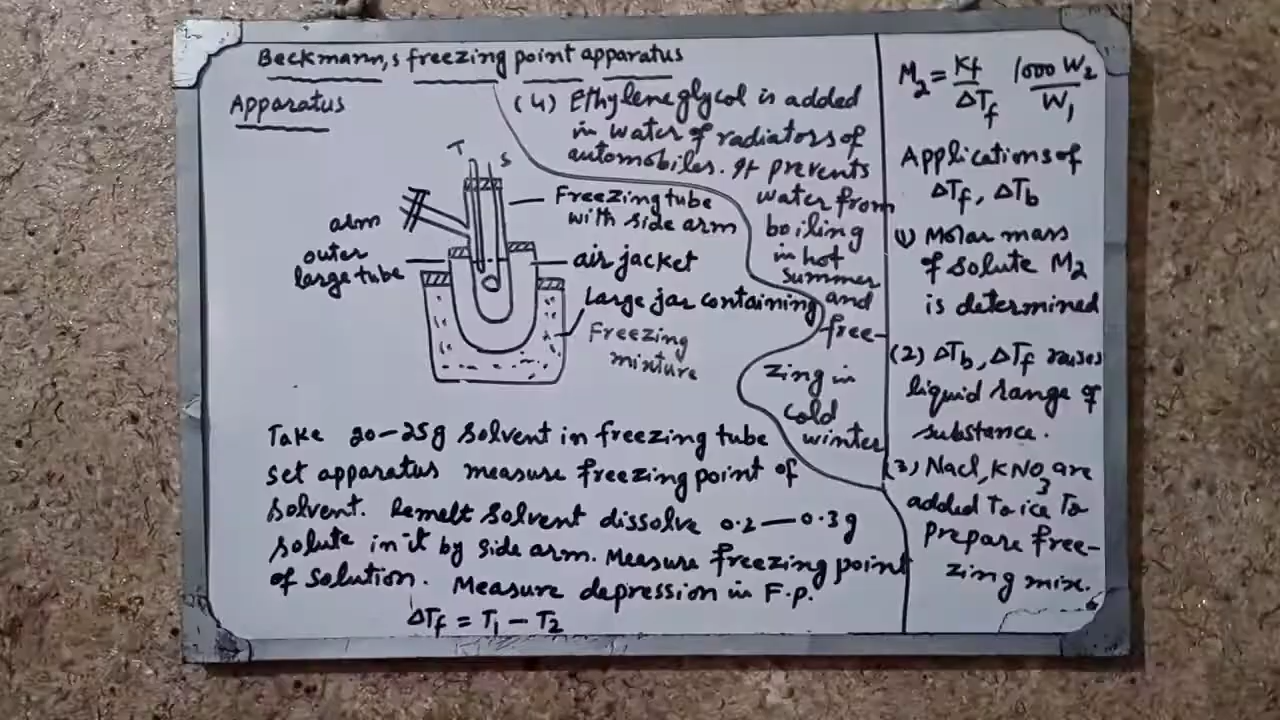 Beckmann,s freezing point apparatus
Apparatus
T
S
arm
outer
large tube
Freezing tube
with side arm
air jacket
Large jar containing
Freezing
mixture
Take 20-25g solvent in freezing tube
set apparatus measure freezing point of
solvent. Remelt solvent dissolve 0.2—0.3g
solute in it by side arm. Measure freezing point
of solution. Measure depression in F.p.
ΔTf = T1 − T2
(4) Ethylene glycol is added
in water of radiators of
automobiles. It prevents
water from
boiling
in hot
summer
and
free-
zing in
cold
winter
M2 = Kf/ΔTf 1000 W2/W1
Applications of
ΔTf, ΔTb
(1) Molar mass
of solute M2
is determined
(2) ΔTb, ΔTf raises
liquid range of
substance.
(3) Nacl, KNO3 are
added To ice To
Prepare free-
zing mix.